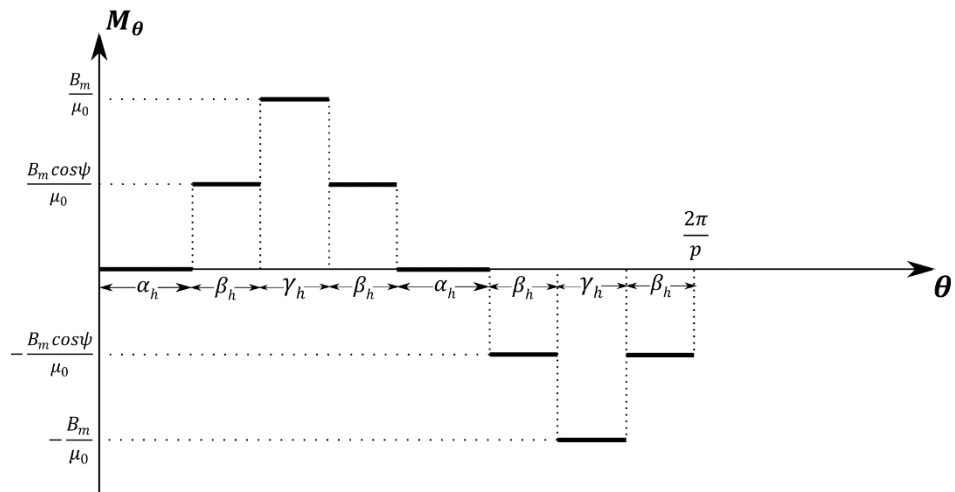 M_θ
B_m
μ_0
B_m cosψ
μ_0
2π
p
α_h β_h γ_h β_h α_h β_h γ_h β_h
θ
− B_m cosψ
μ_0
− B_m
μ_0